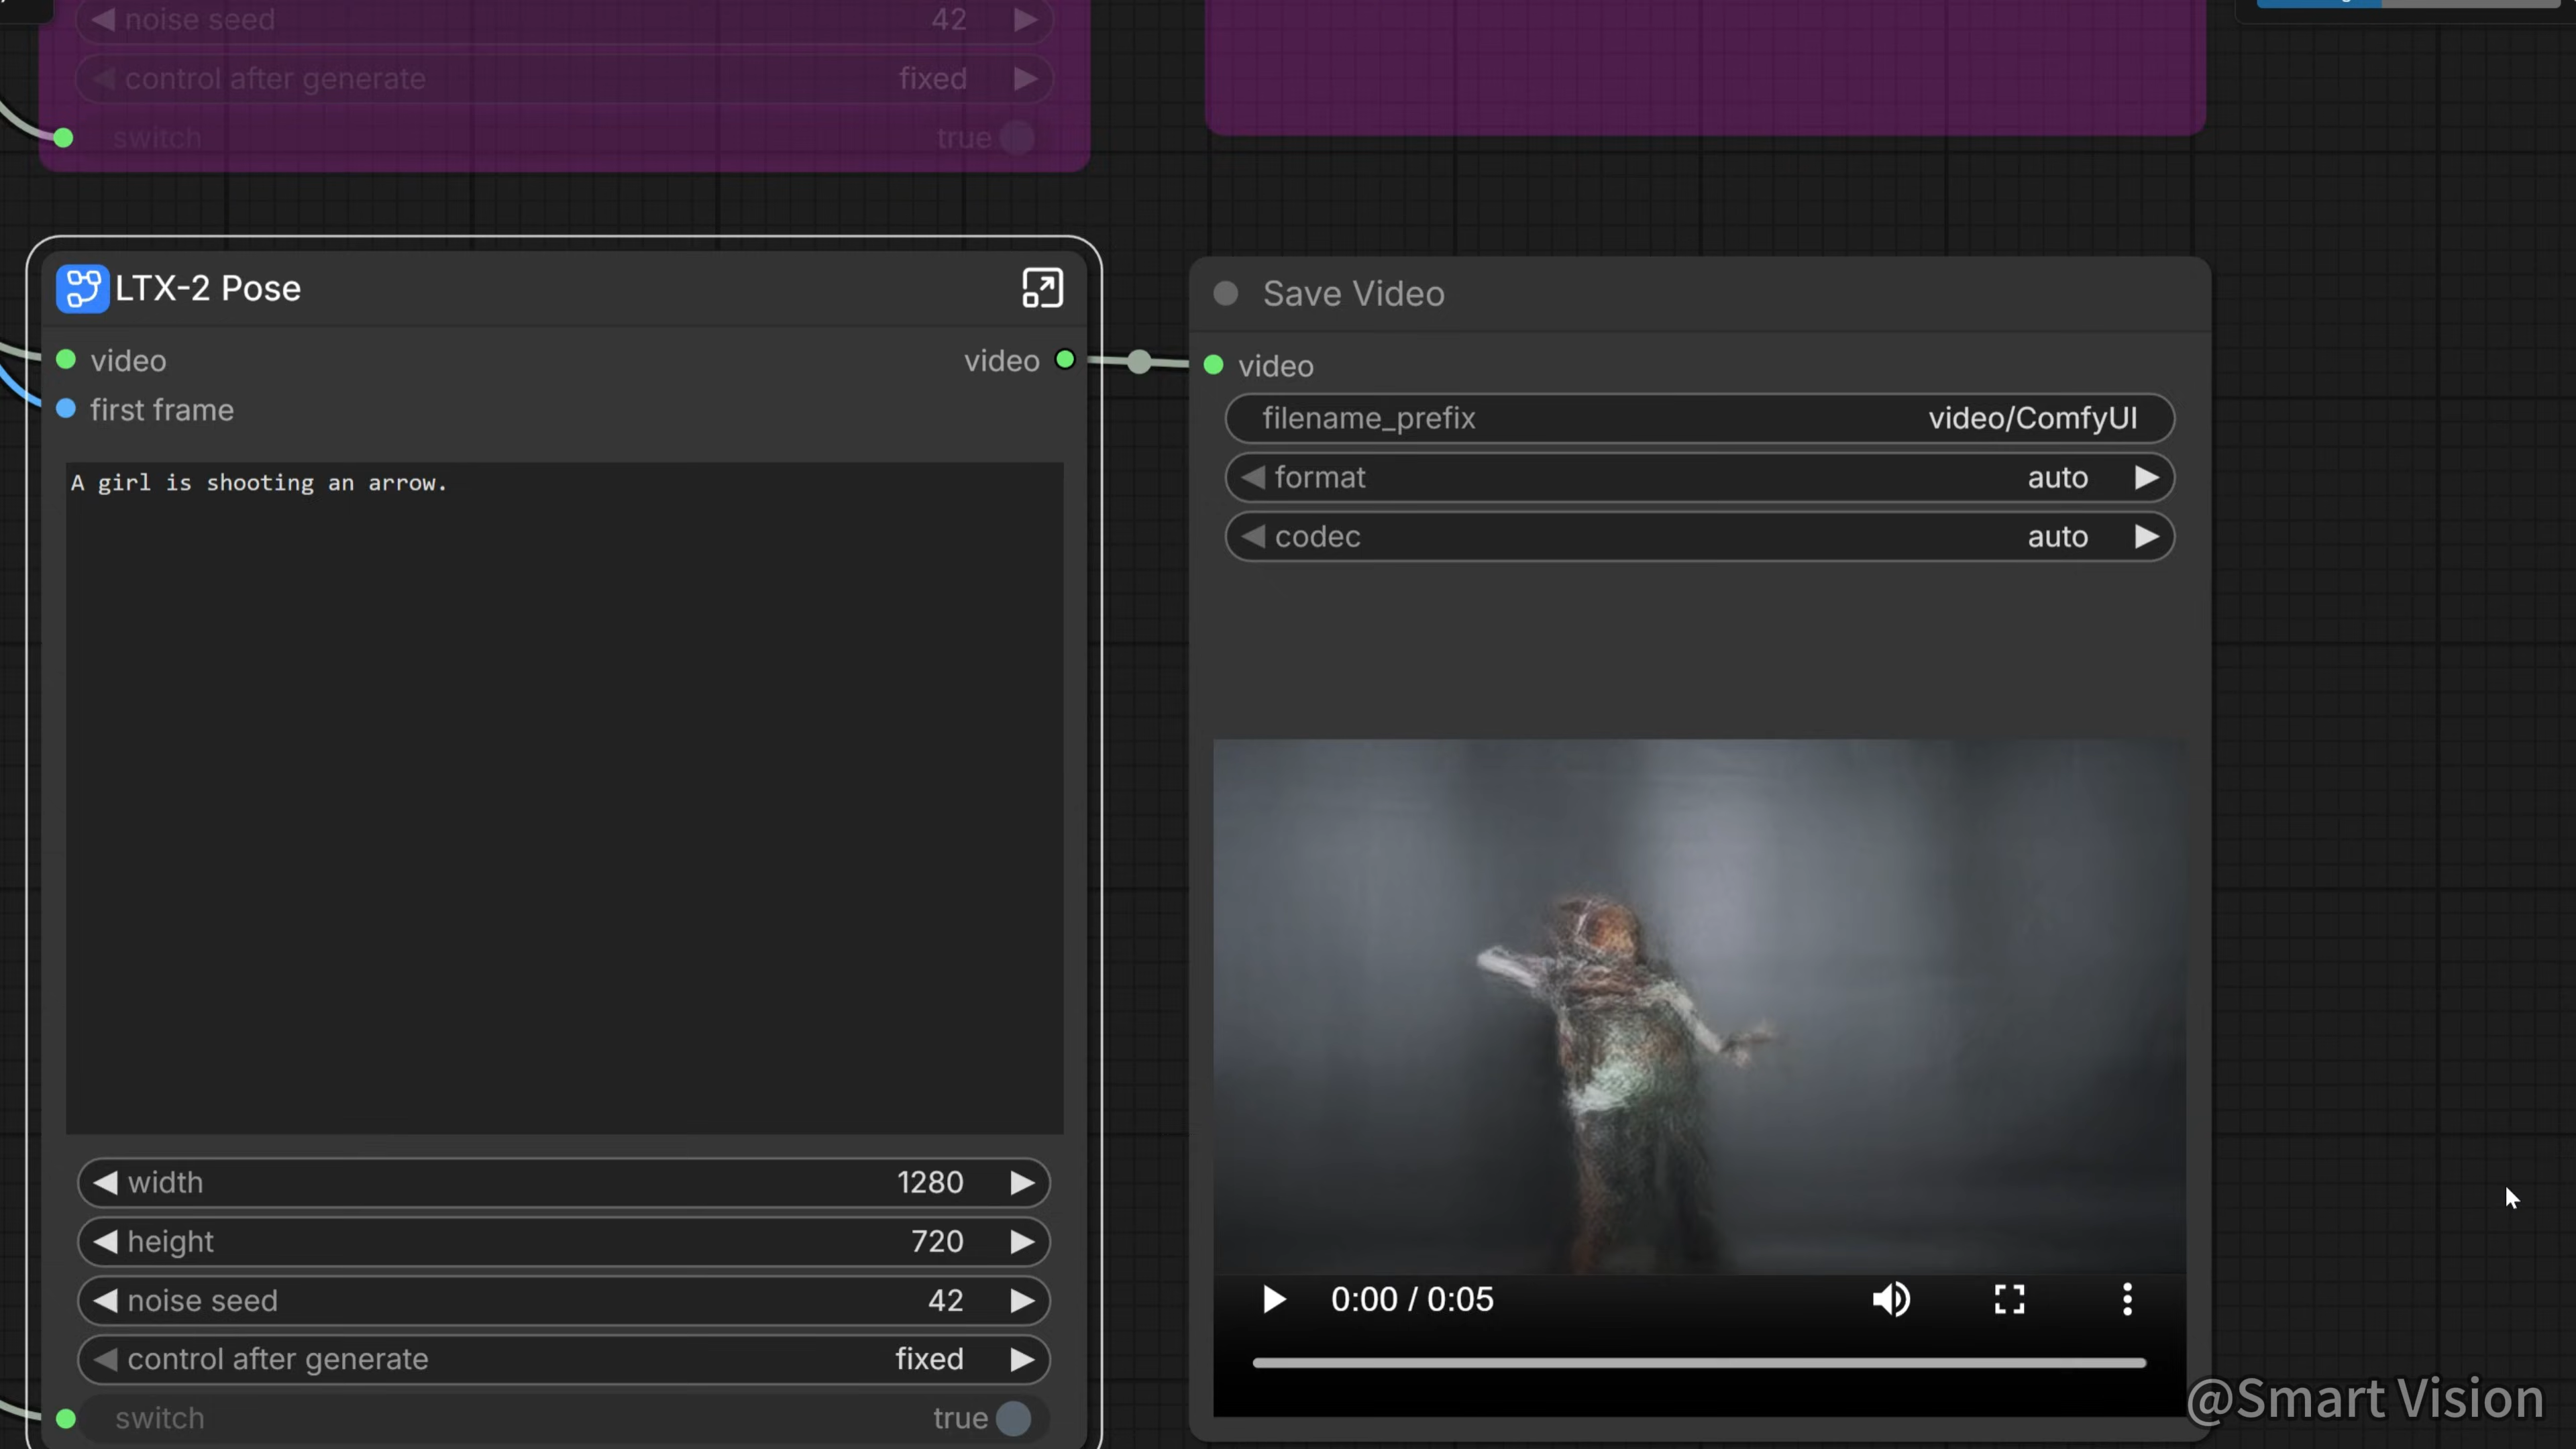 noise seed 42
control after generate fixed
switch true
LTX-2 Pose
video video
first frame
A girl is shooting an arrow.
width 1280
height 720
noise seed 42
control after generate fixed
switch true
Save Video
video
filename_prefix video/ComfyUI
format auto
codec auto
0:00 / 0:05
@Smart Vision